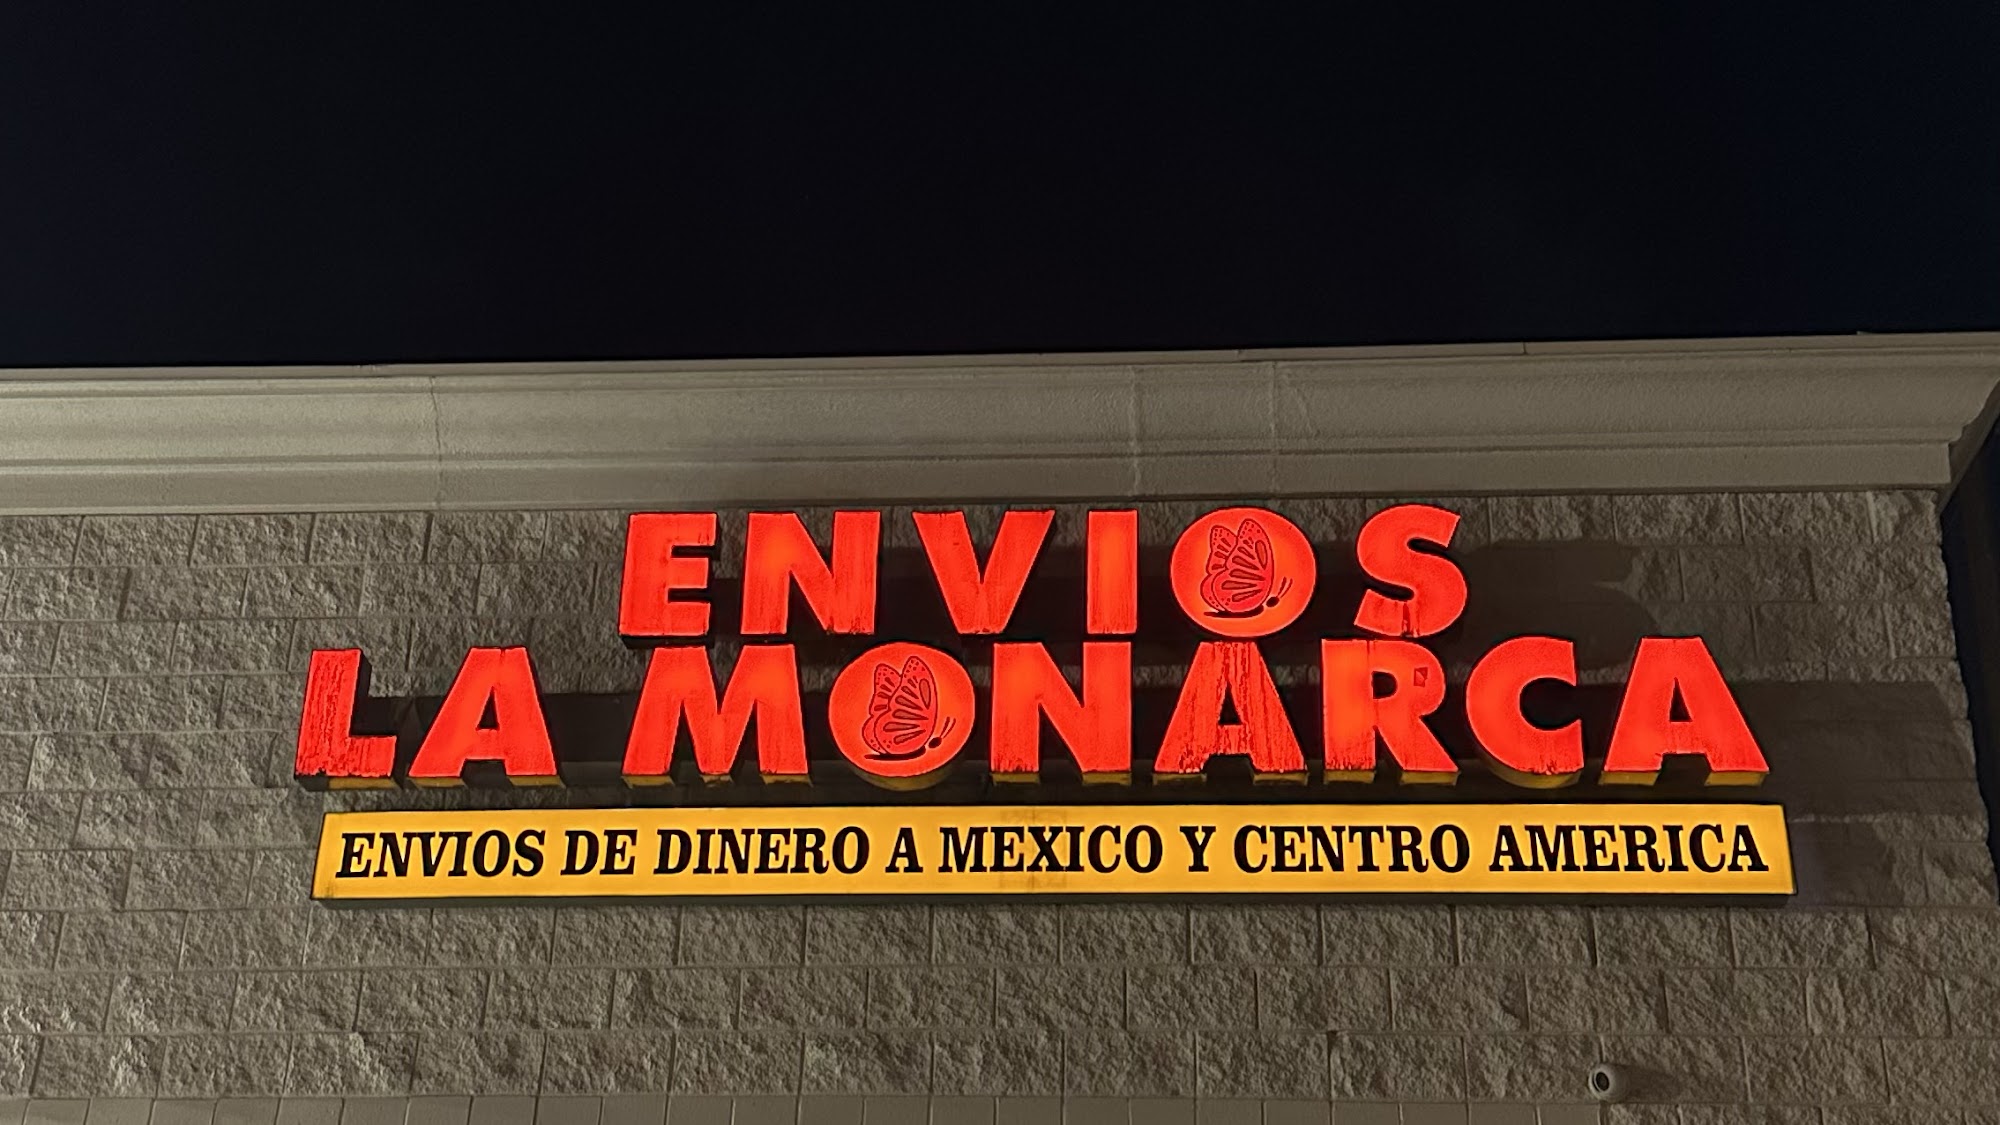 ENVIOS
LA MONARCA
ENVIOS DE DINERO A MEXICO Y CENTRO AMERICA